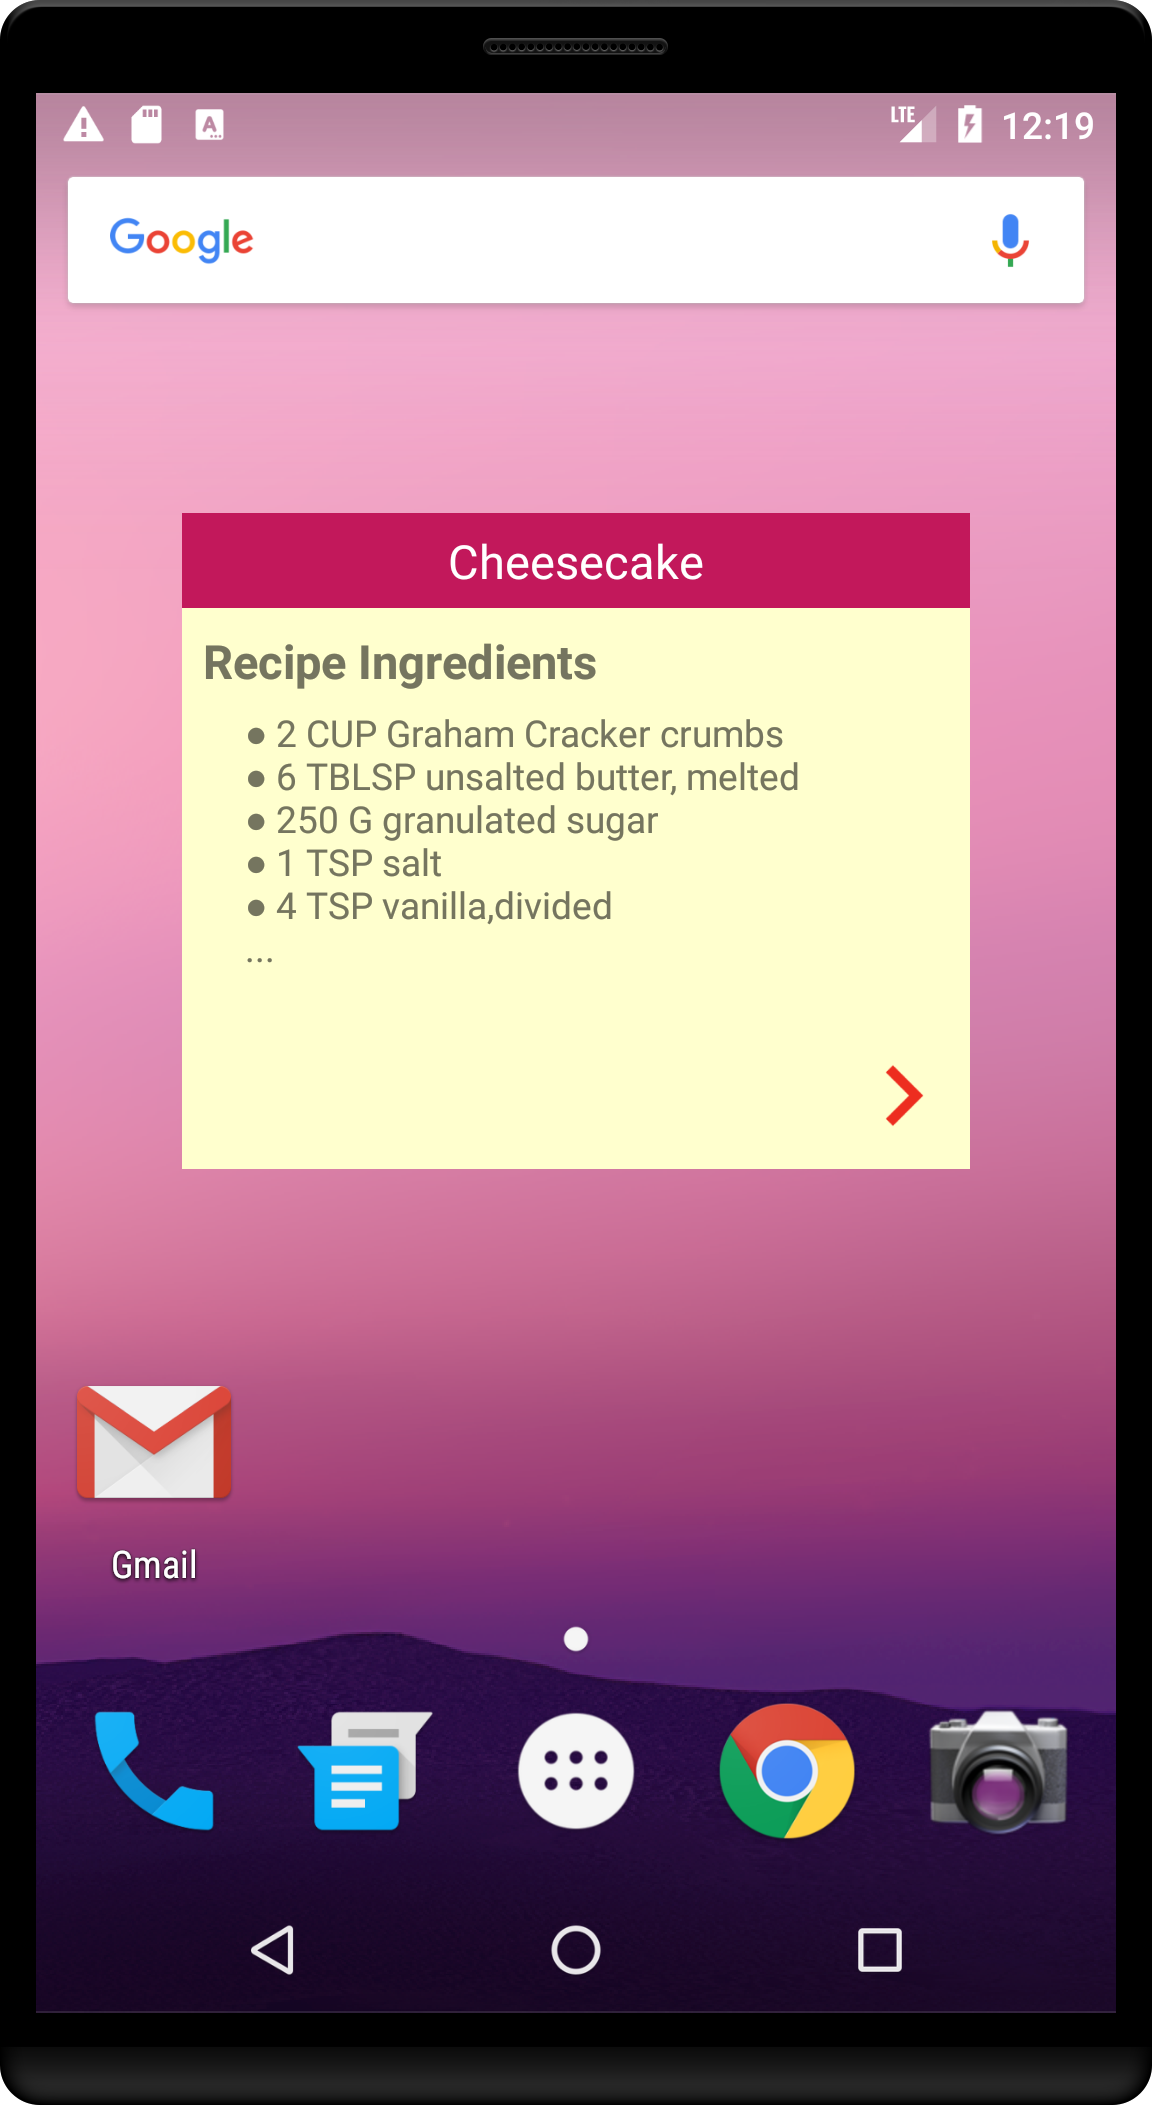 LTE 12:19
A
Google
Cheesecake
Recipe Ingredients
● 2 CUP Graham Cracker crumbs
● 6 TBLSP unsalted butter, melted
● 250 G granulated sugar
● 1 TSP salt
● 4 TSP vanilla,divided
...
Gmail